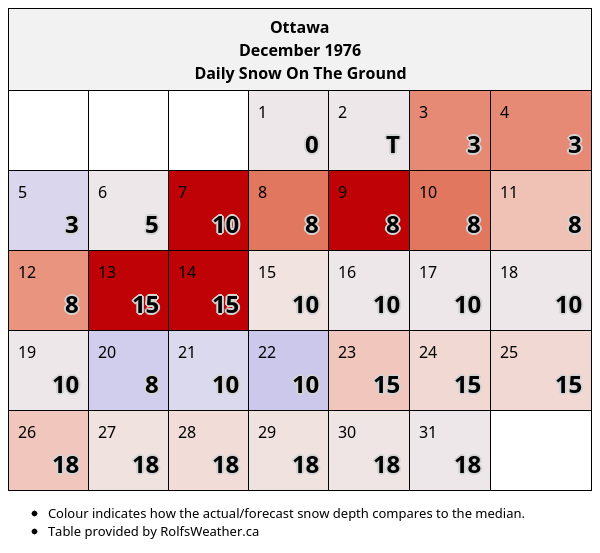 Ottawa
December 1976
Daily Snow On The Ground
1 2 3 4
0 T 3 3
5 6 7 8 9 10 11
3 5 10 8 8 8 8
12 13 14 15 16 17 18
8 15 15 10 10 10 10
19 20 21 22 23 24 25
10 8 10 10 15 15 15
26 27 28 29 30 31
18 18 18 18 18 18
• Colour indicates how the actual/forecast snow depth compares to the median.
• Table provided by RolfsWeather.ca